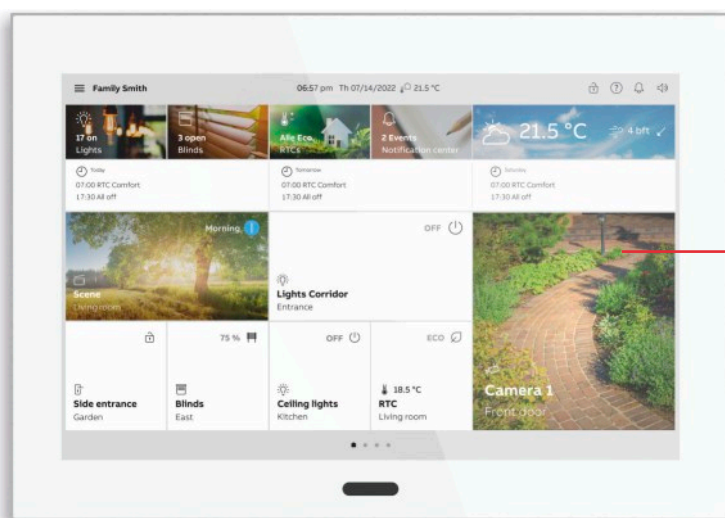 Family Smith
06:57 pm Th 07/14/2022 21.5 °C
17 on
Lights
3 open
Blinds
Alle Eco
RTCs
2 Events
Notification center
21.5 °C
4 bft
Today
07:00 RTC Comfort
17:30 All off
Tomorrow
07:00 RTC Comfort
17:30 All off
Saturday
07:00 RTC Comfort
17:30 All off
Morning
Scene
Living room
OFF
Lights Corridor
Entrance
Camera 1
Front door
Side entrance
Garden
75 %
Blinds
East
OFF
Ceiling lights
Kitchen
ECO
18.5 °C
RTC
Living room